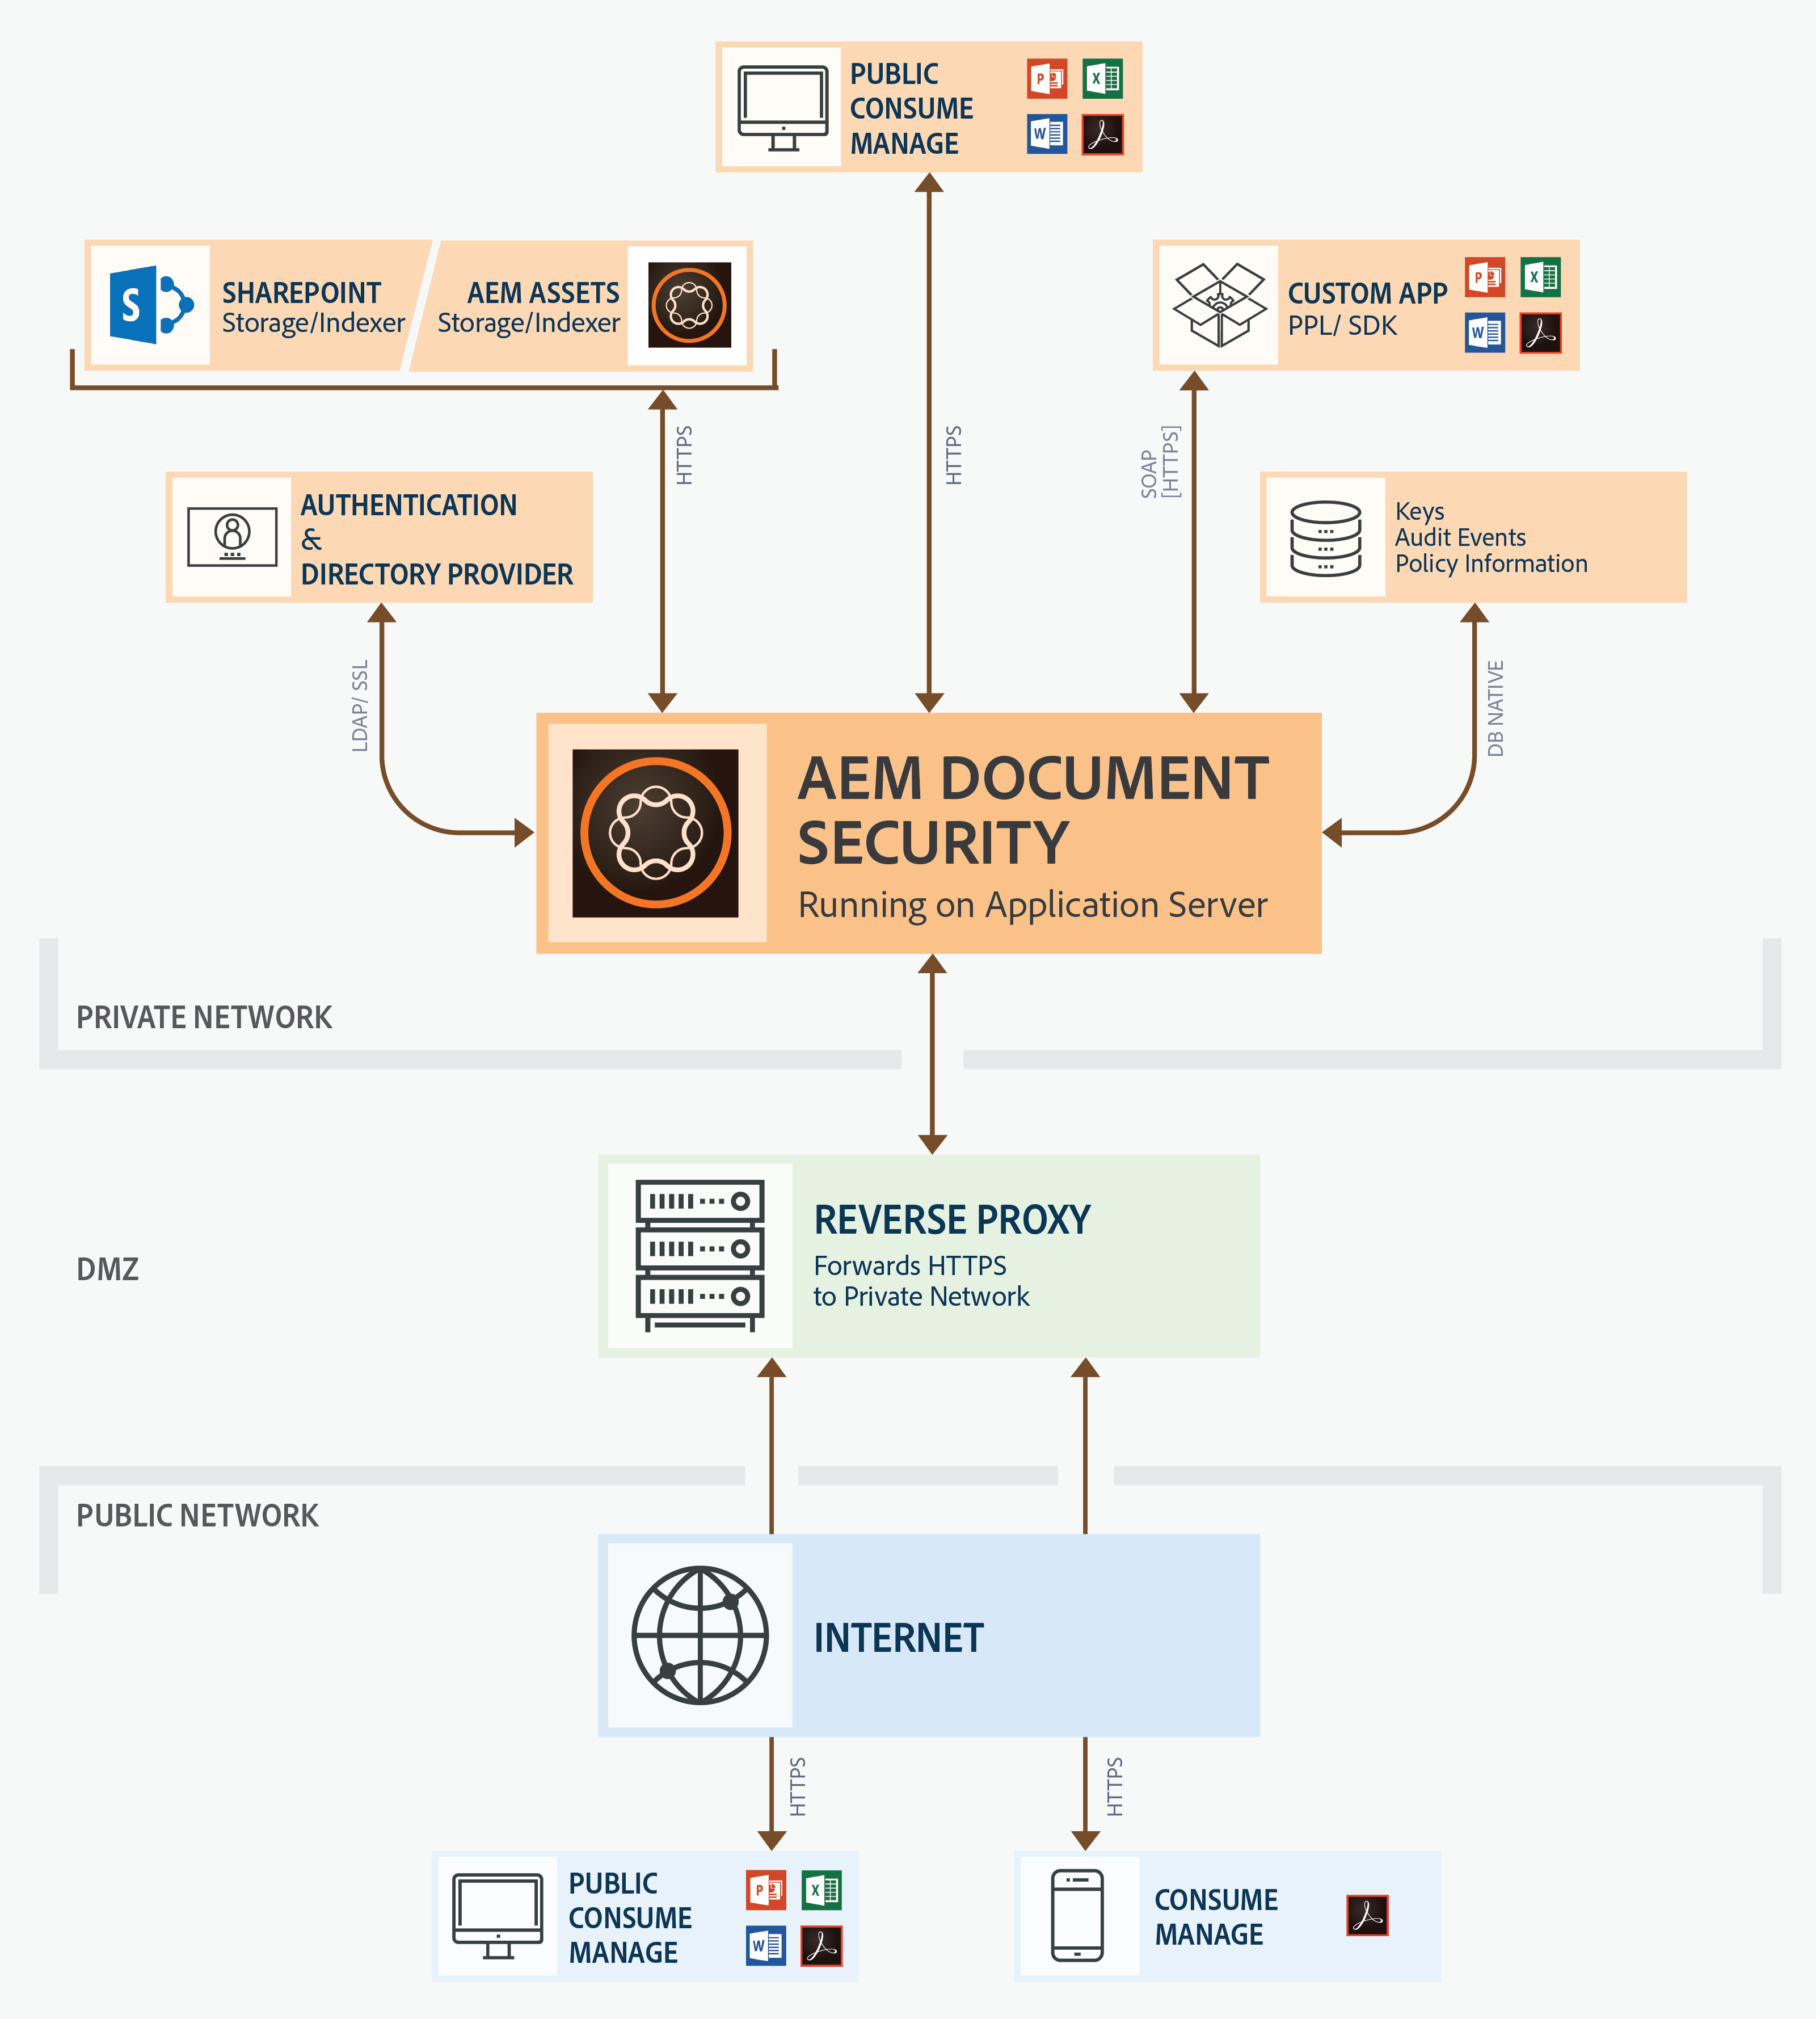 PUBLIC
CONSUME
MANAGE
P
X
W
S
SHAREPOINT
Storage/Indexer
AEM ASSETS
Storage/Indexer
CUSTOM APP
PPL/ SDK
P
X
W
HTTPS
HTTPS
SOAP
[HTTPS]
AUTHENTICATION
&
DIRECTORY PROVIDER
Keys
Audit Events
Policy Information
LDAP/ SSL
DB NATIVE
AEM DOCUMENT
SECURITY
Running on Application Server
PRIVATE NETWORK
REVERSE PROXY
Forwards HTTPS
to Private Network
DMZ
PUBLIC NETWORK
INTERNET
HTTPS
HTTPS
PUBLIC
CONSUME
MANAGE
P
X
W
CONSUME
MANAGE